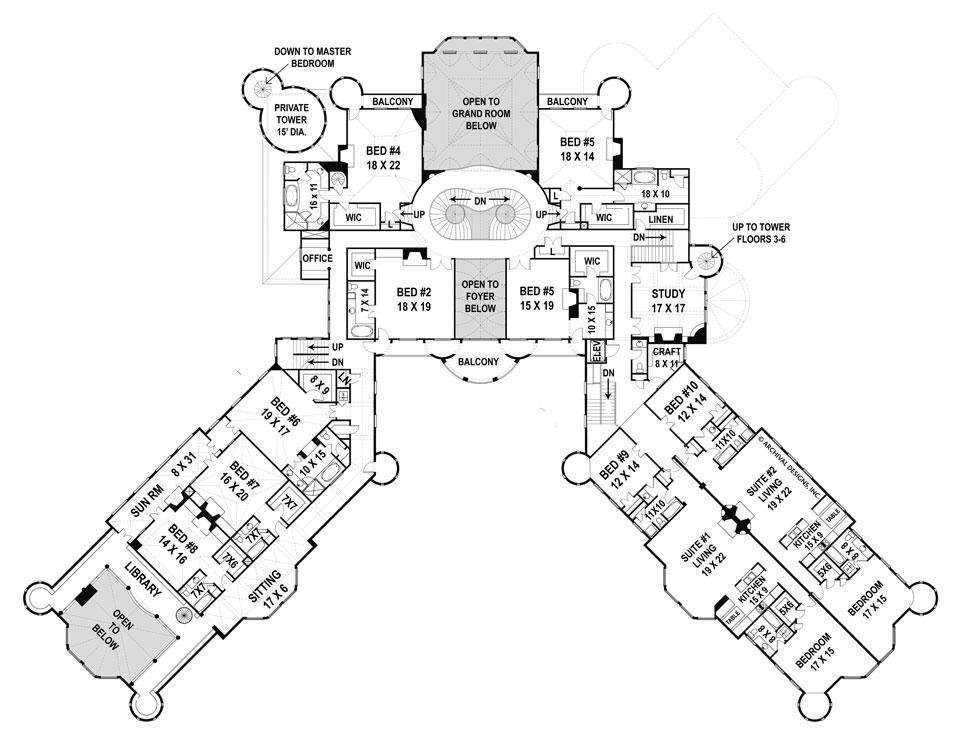 DOWN TO MASTER
BEDROOM
PRIVATE
TOWER
15' DIA.
BALCONY
OPEN TO
GRAND ROOM
BELOW
BALCONY
BED #4
18 X 22
BED #5
18 X 14
16 x 11
18 X 10
WIC
L
UP
DN
UP
L
WIC
LINEN
DN
UP TO TOWER
FLOORS 3-6
OFFICE
WIC
L
WIC
BED #2
18 X 19
OPEN TO
FOYER
BELOW
BED #5
15 X 19
7 X 14
10 X 15
STUDY
17 X 17
UP
DN
BALCONY
ELEV
DN
CRAFT
8 X 11
8 X 9
LN
BED #6
19 X 17
10 X 15
8 X 31
SUN RM
BED #7
16 X 20
7X7
7X7
BED #8
14 X 16
7X6
7X7
LIBRARY
SITTING
17 X 6
OPEN
TO
BELOW
BED #10
12 X 14
11X10
BED #9
12 X 14
11X10
© ARCHIVAL DESIGNS, INC.
SUITE #2
LIVING
19 X 22
TABLE
KITCHEN
15 X 9
8 X 8
5X6
BEDROOM
17 X 15
SUITE #1
LIVING
19 X 22
KITCHEN
15 X 9
TABLE
5X6
8 X 8
BEDROOM
17 X 15